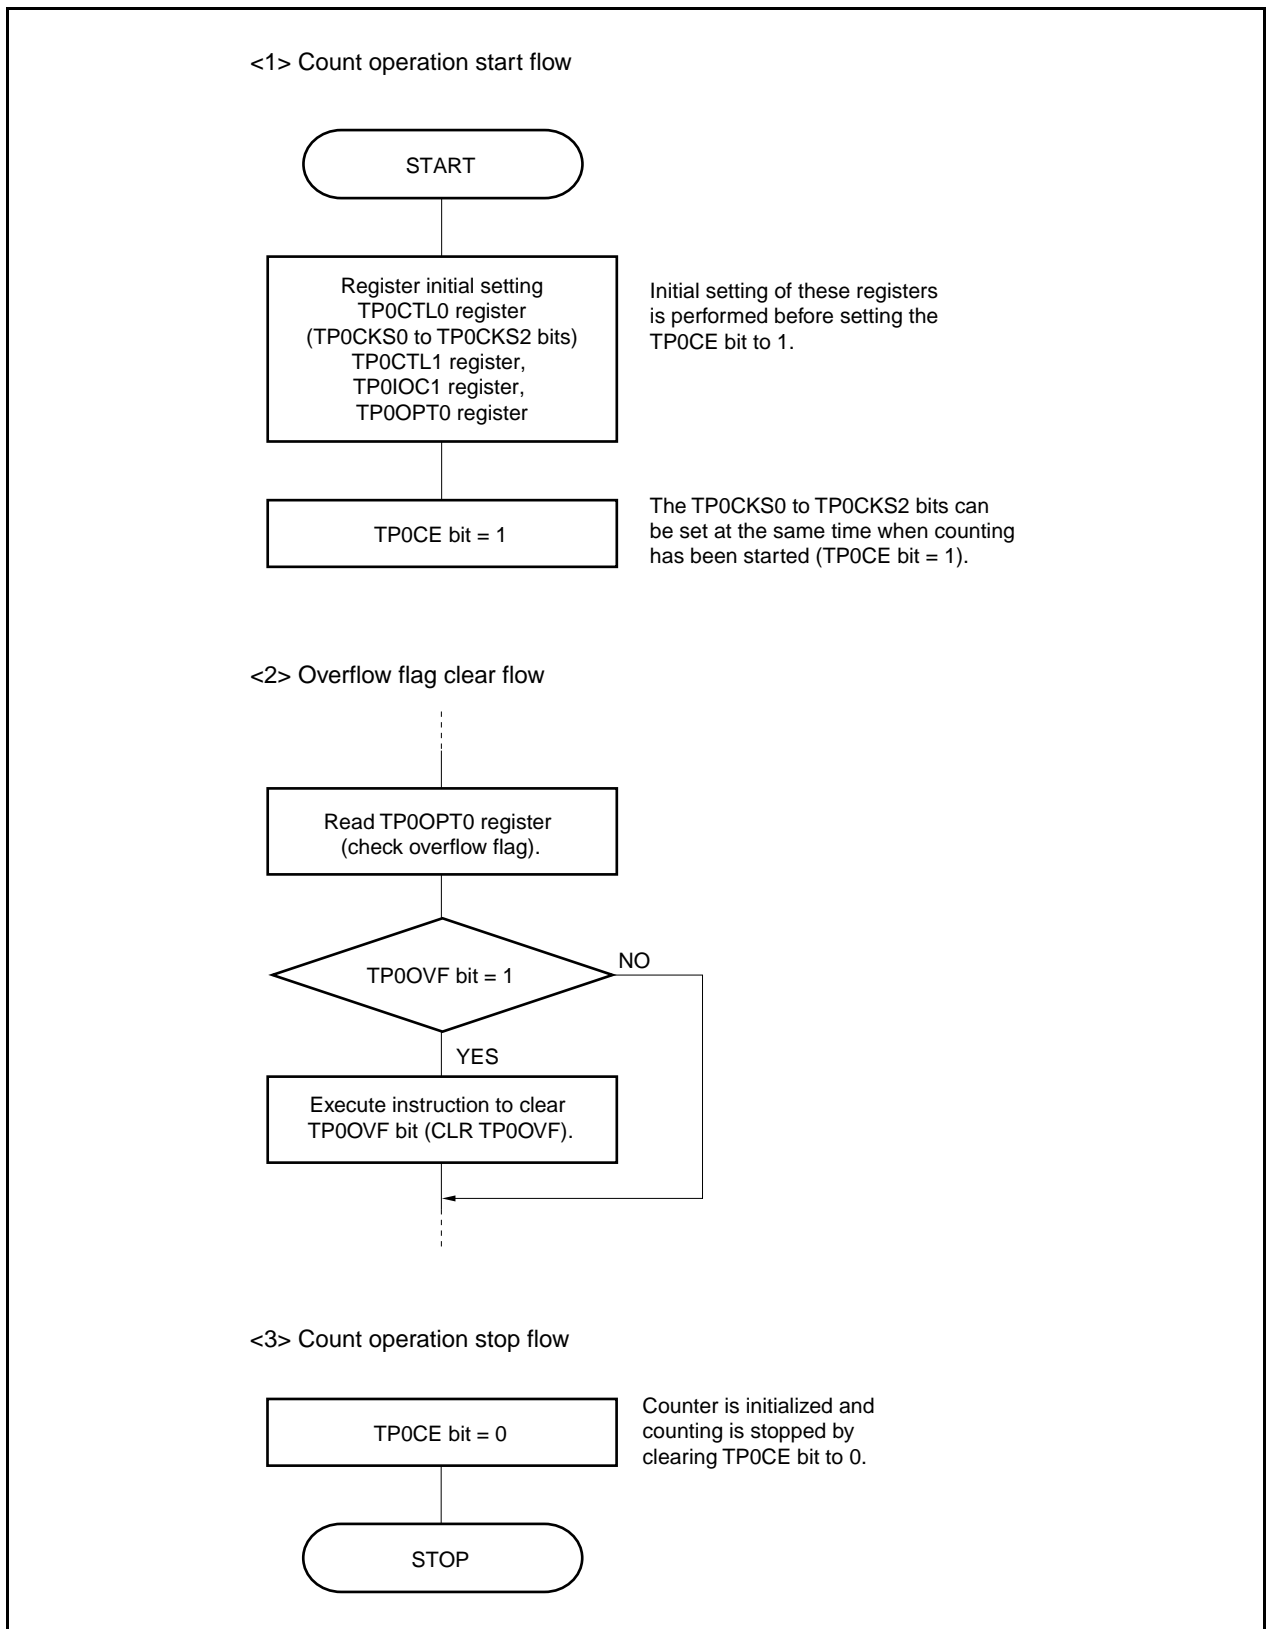 <1> Count operation start flow
START
Register initial setting
TP0CTL0 register
(TP0CKS0 to TP0CKS2 bits)
TP0CTL1 register,
TP0IOC1 register,
TP0OPT0 register
Initial setting of these registers
is performed before setting the
TP0CE bit to 1.
TP0CE bit = 1
The TP0CKS0 to TP0CKS2 bits can
be set at the same time when counting
has been started (TP0CE bit = 1).
<2> Overflow flag clear flow
Read TP0OPT0 register
(check overflow flag).
TP0OVF bit = 1
NO
YES
Execute instruction to clear
TP0OVF bit (CLR TP0OVF).
<3> Count operation stop flow
TP0CE bit = 0
Counter is initialized and
counting is stopped by
clearing TP0CE bit to 0.
STOP